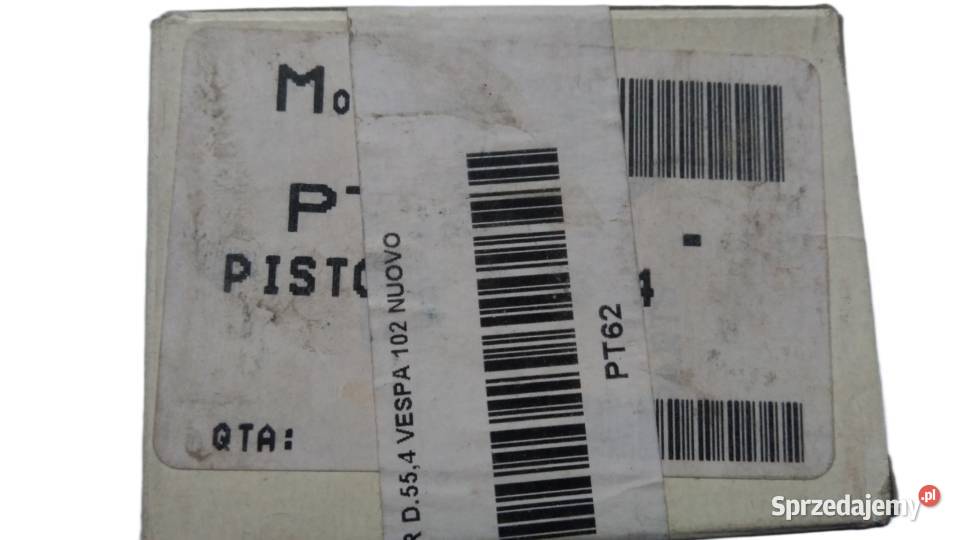 Mo
PT
PISTO
4
-
QTA:
R D.55,4 VESPA 102 NUOVO
PT62
Sprzedajemy.pl